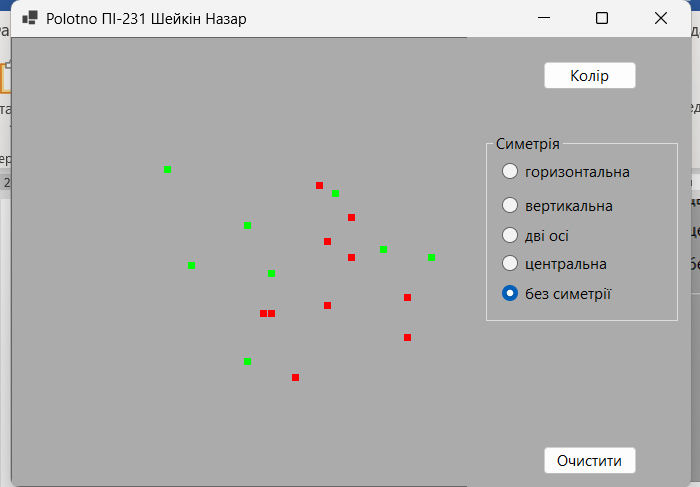 Polotno ПІ-231 Шейкін Назар
Колір
Симетрія
горизонтальна
вертикальна
дві осі
центральна
без симетрії
Очистити